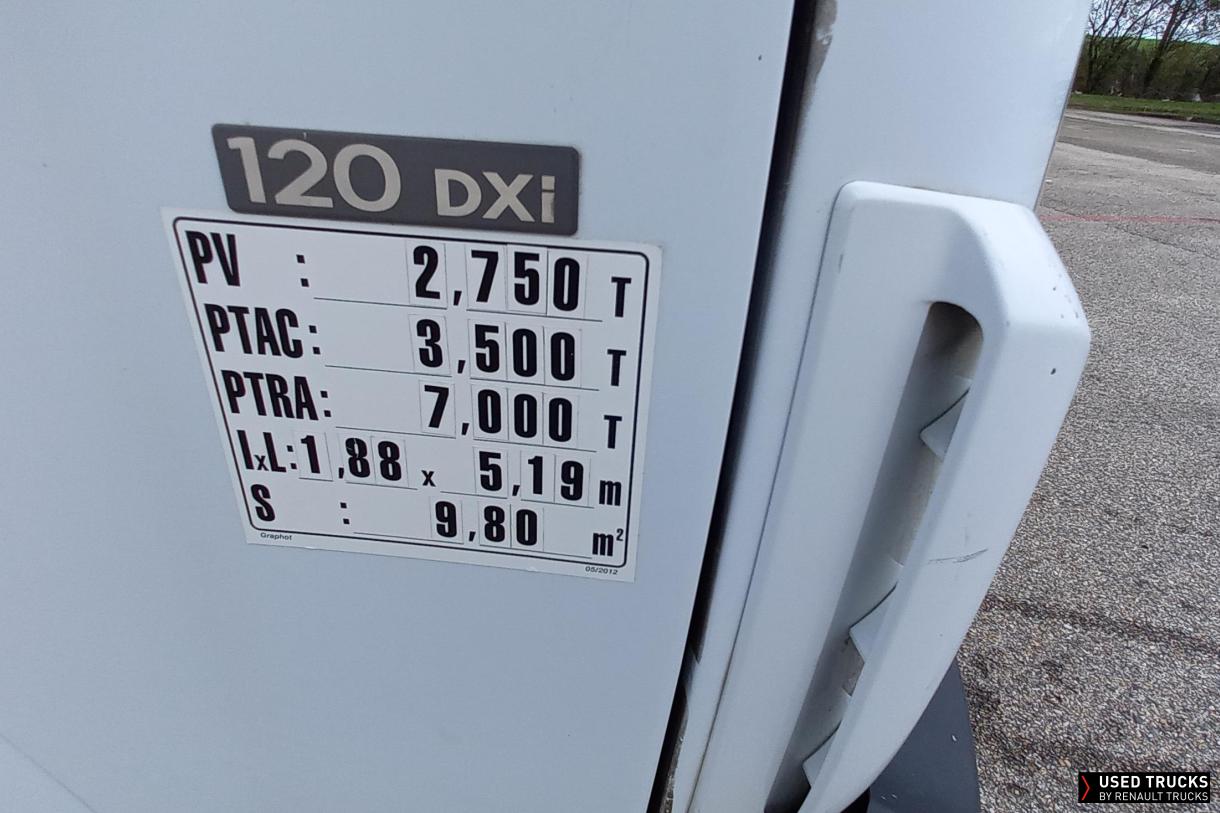 120 DXi
PV : 2,750 T
PTAC: 3,500 T
PTRA: 7,000 T
lxL: 1,88 x 5,19 m
S : 9,80 m²
Graphot
05/2012
USED TRUCKS
BY RENAULT TRUCKS